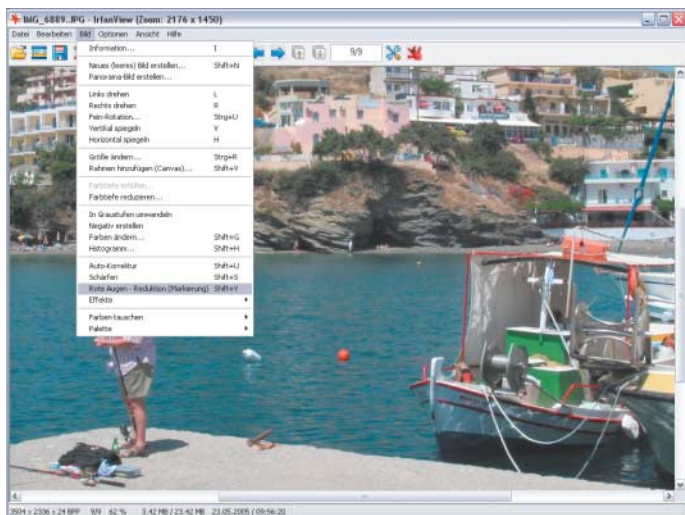 IMG_6889.JPG - IrfanView (Zoom: 2176 x 1450)
Datei Bearbeiten Bild Optionen Ansicht Hilfe
9/9
Information... I
Neues (leeres) Bild erstellen... Shift+N
Panorama-Bild erstellen...
Links drehen L
Rechts drehen R
Fein-Rotation... Strg+U
Vertikal spiegeln V
Horizontal spiegeln H
Größe ändern... Strg+R
Rahmen hinzufügen (Canvas)... Shift+V
Farbtiefe erhöhen...
Farbtiefe reduzieren...
In Graustufen umwandeln
Negativ erstellen
Farben ändern... Shift+G
Histogramm... Shift+H
Auto-Korrektur Shift+U
Schärfen Shift+S
Rote Augen - Reduktion (Markierung) Shift+Y
Effekte
Farben tauschen
Palette
3504 x 2336 x 24 BPP 9/9 62 % 3.42 MB / 23.42 MB 23.05.2005 / 09:56:20